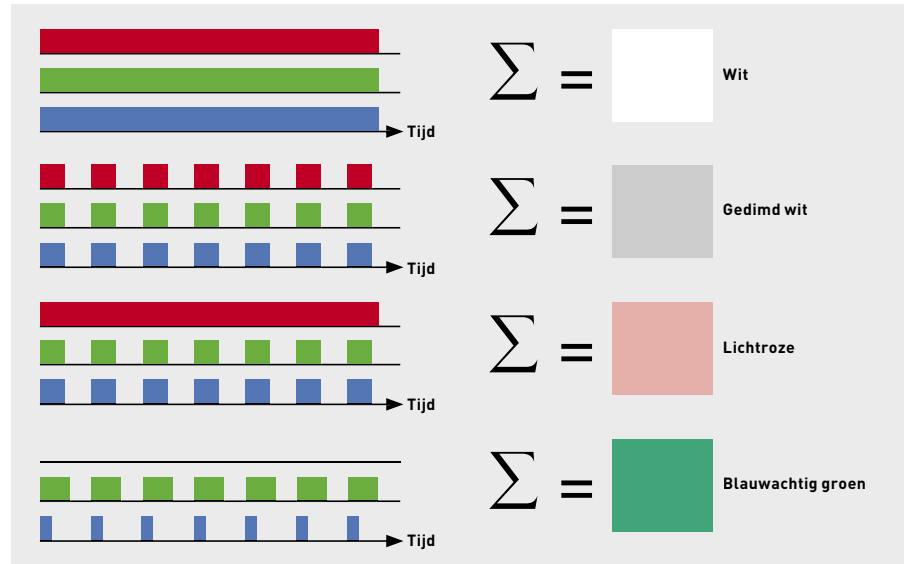 ∑ = Wit
Tijd
∑ = Gedimd wit
Tijd
∑ = Lichtroze
Tijd
∑ = Blauwachtig groen
Tijd